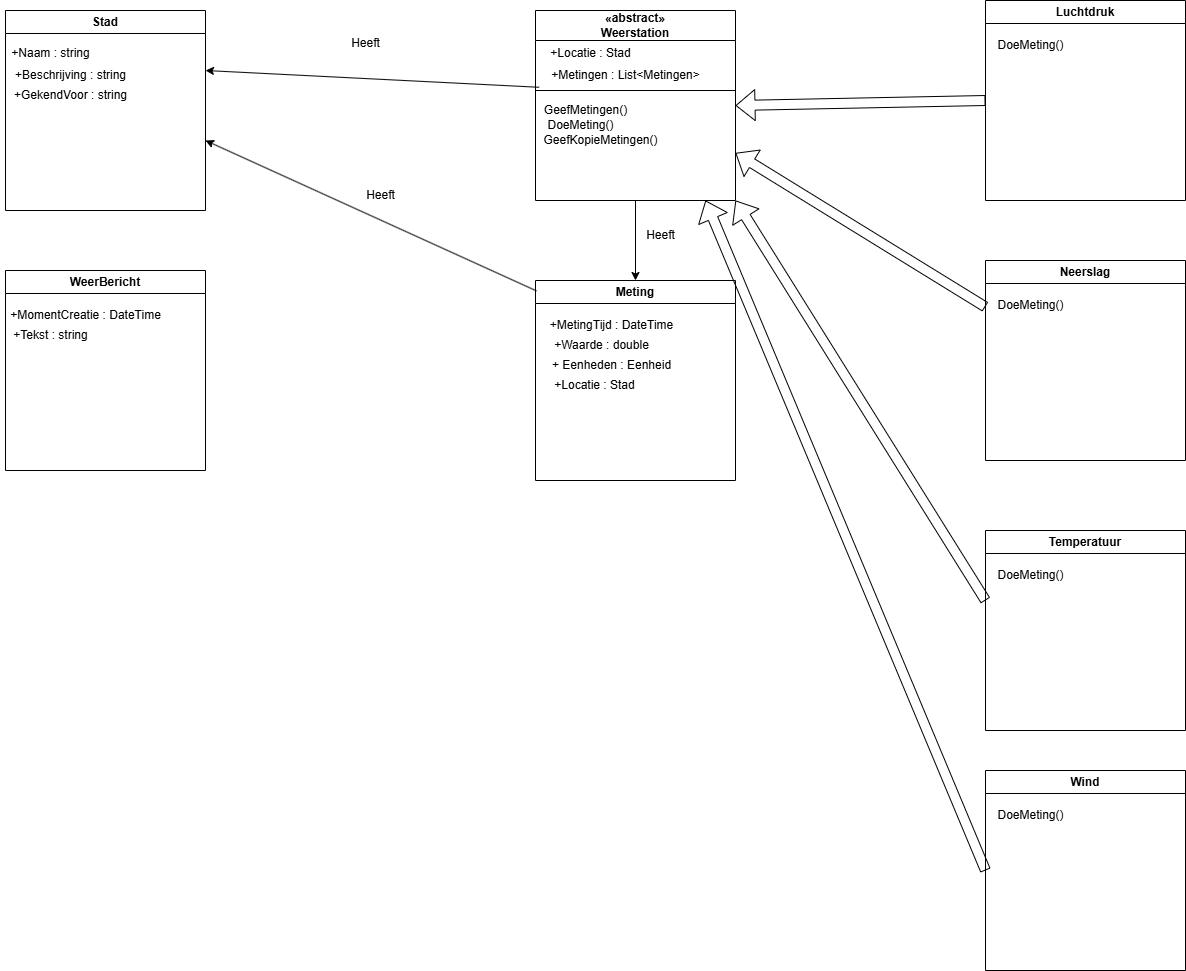 Stad
+Naam : string
+Beschrijving : string
+GekendVoor : string
Heeft
Heeft
«abstract»
Weerstation
+Locatie : Stad
+Metingen : List<Metingen>
GeefMetingen()
DoeMeting()
GeefKopieMetingen()
Heeft
Luchtdruk
DoeMeting()
WeerBericht
+MomentCreatie : DateTime
+Tekst : string
Meting
+MetingTijd : DateTime
+Waarde : double
+ Eenheden : Eenheid
+Locatie : Stad
Neerslag
DoeMeting()
Temperatuur
DoeMeting()
Wind
DoeMeting()